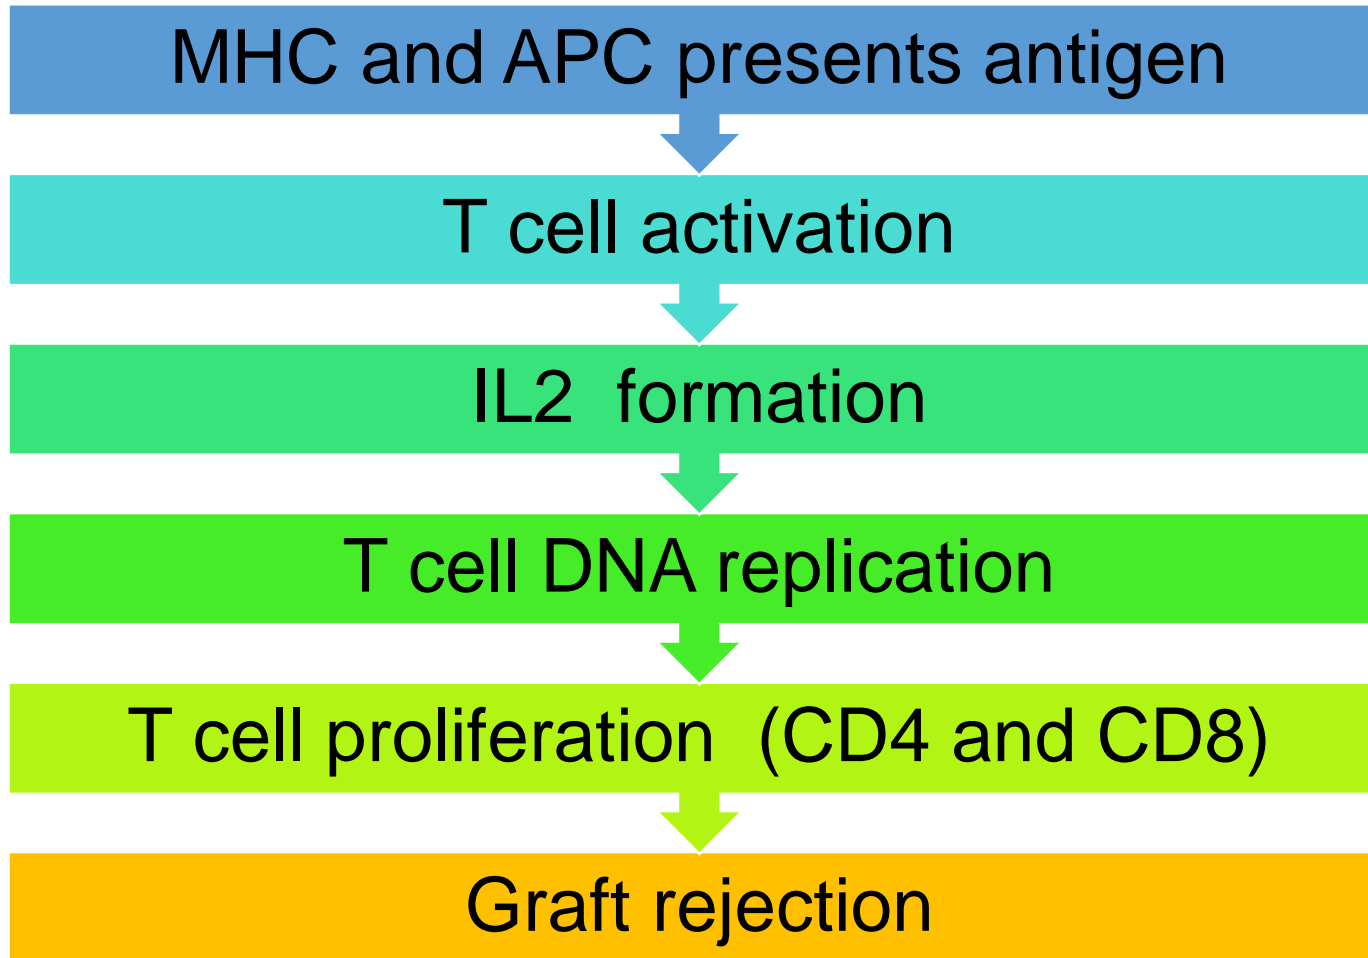 MHC and APC presents antigen
T cell activation
IL2  formation
T cell DNA replication
T cell proliferation  (CD4 and CD8)
Graft rejection